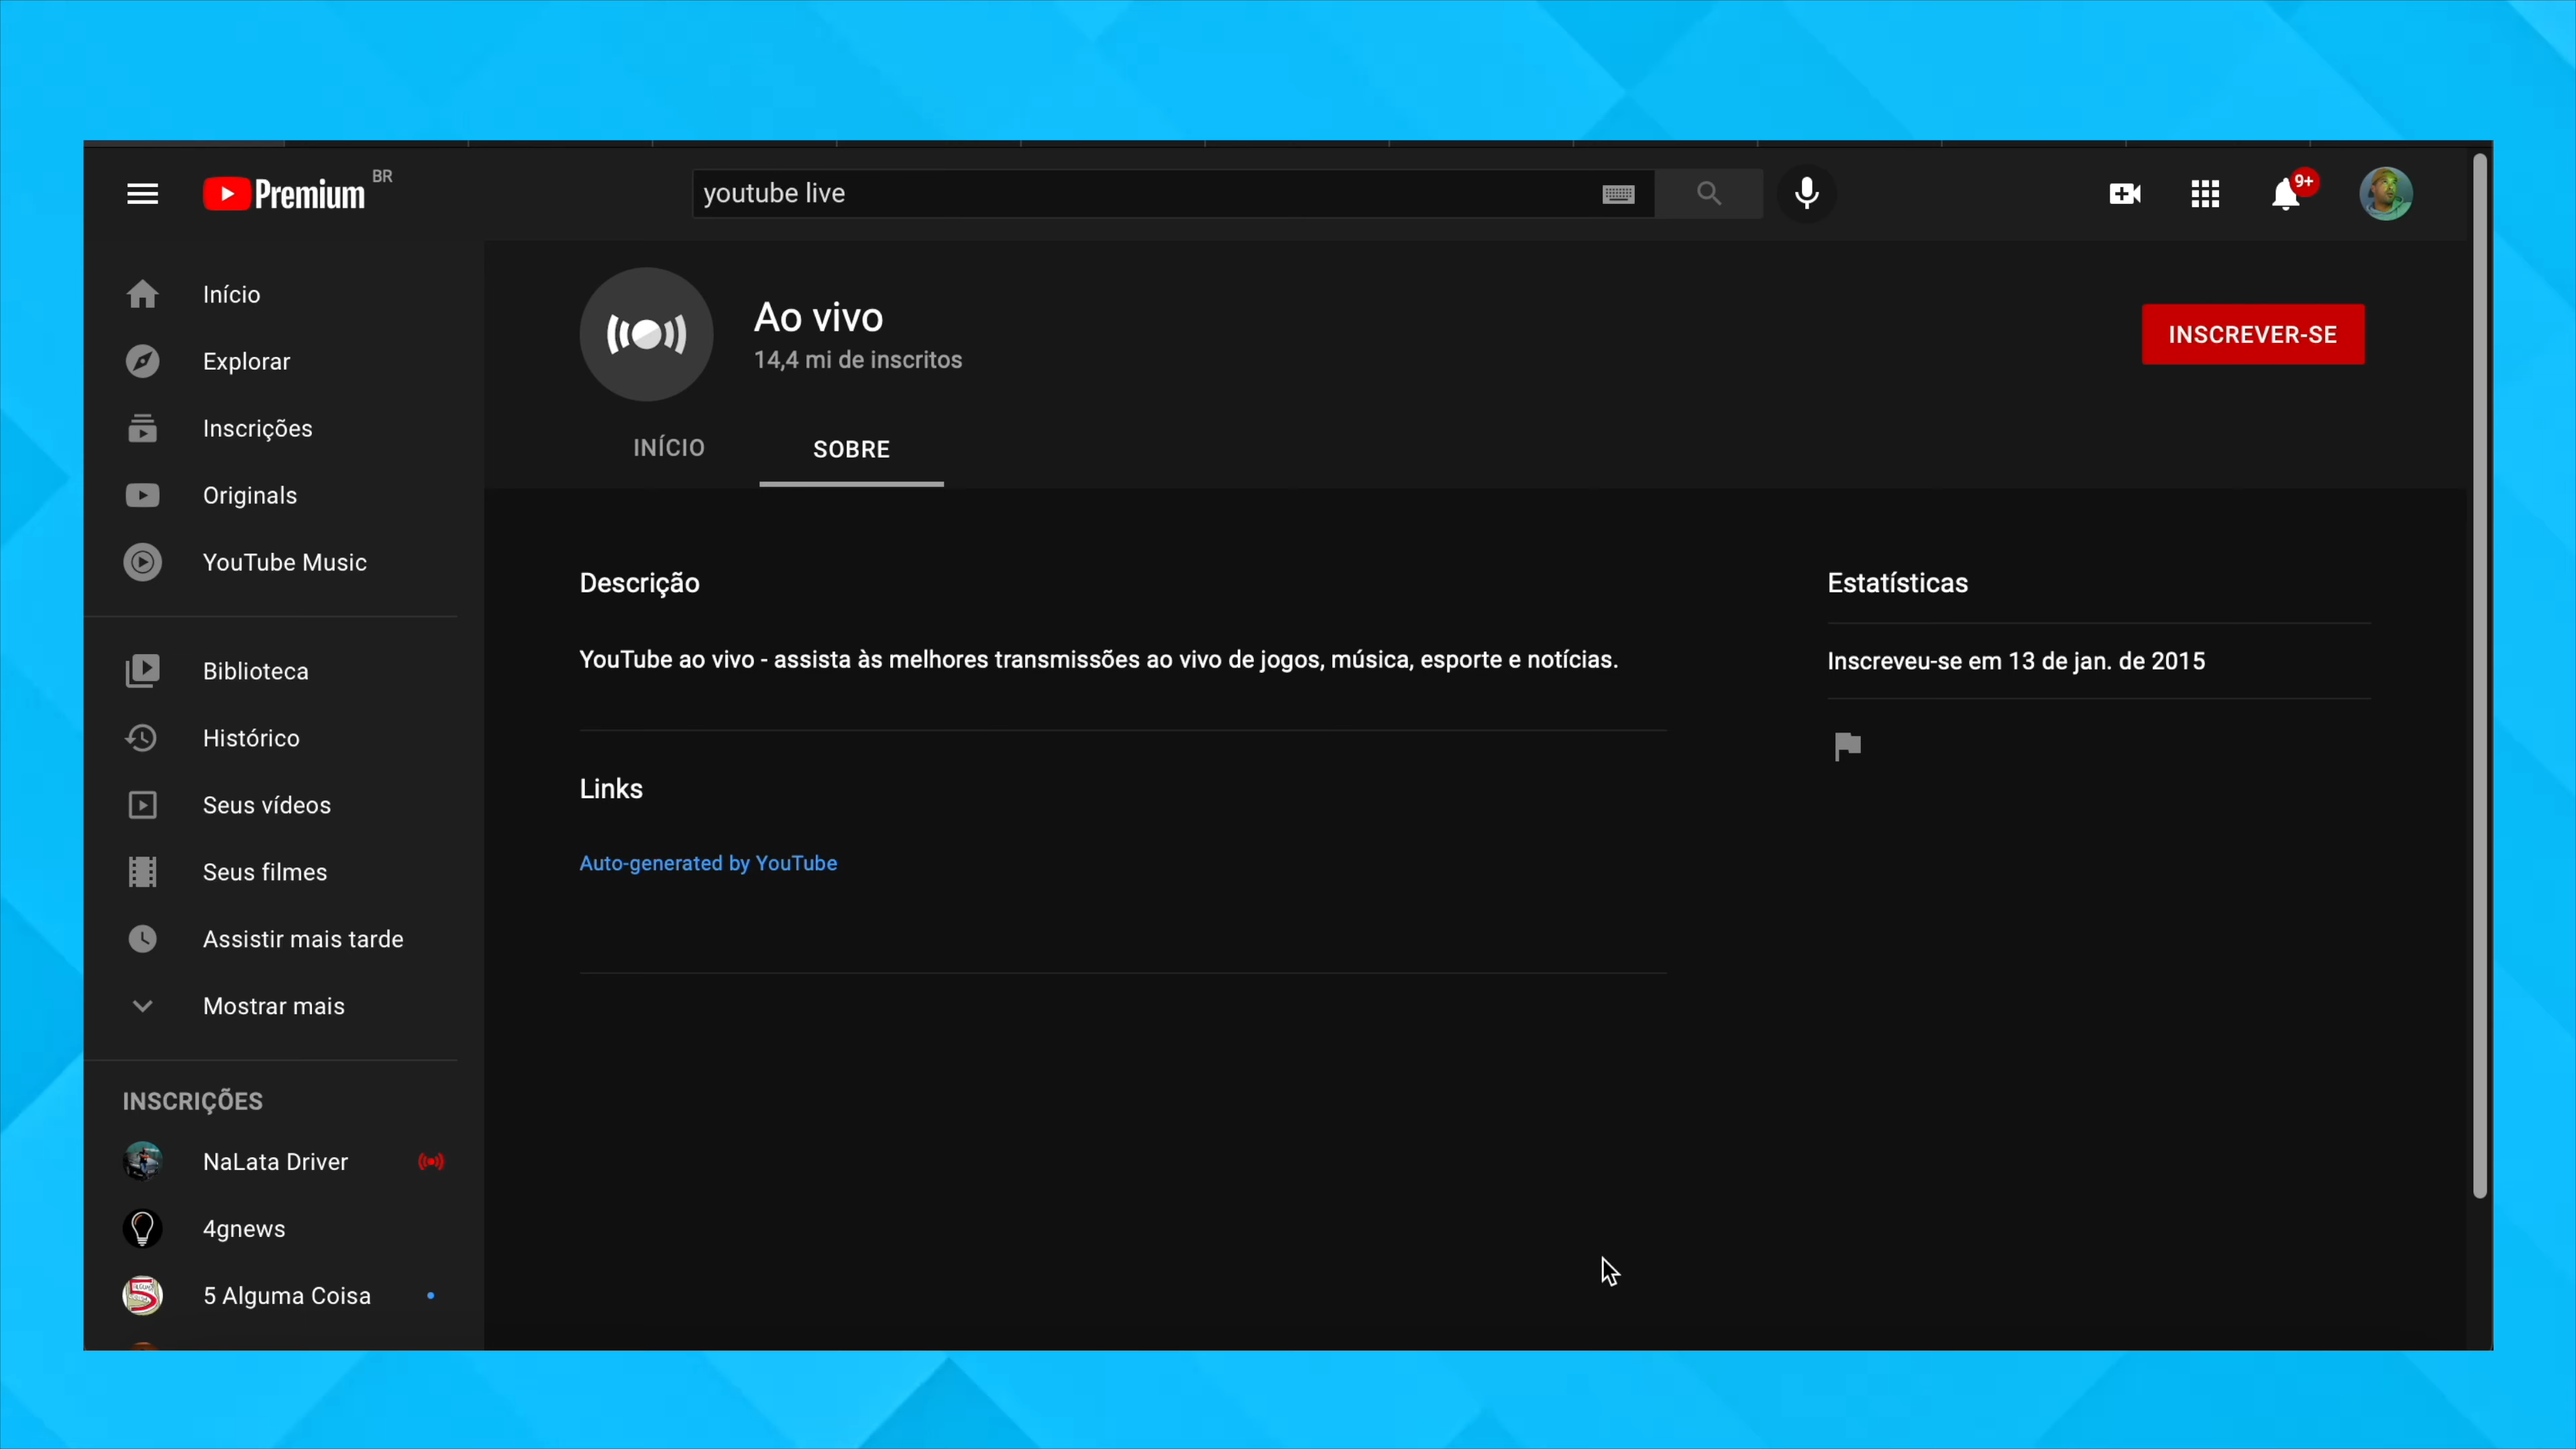 Premium BR
youtube live
9+
Início
Explorar
Inscrições
Originals
YouTube Music
Biblioteca
Histórico
Seus vídeos
Seus filmes
Assistir mais tarde
Mostrar mais
INSCRIÇÕES
NaLata Driver
4gnews
5 Alguma Coisa
Ao vivo
14,4 mi de inscritos
INSCREVER-SE
INÍCIO
SOBRE
Descrição
YouTube ao vivo - assista às melhores transmissões ao vivo de jogos, música, esporte e notícias.
Links
Auto-generated by YouTube
Estatísticas
Inscreveu-se em 13 de jan. de 2015